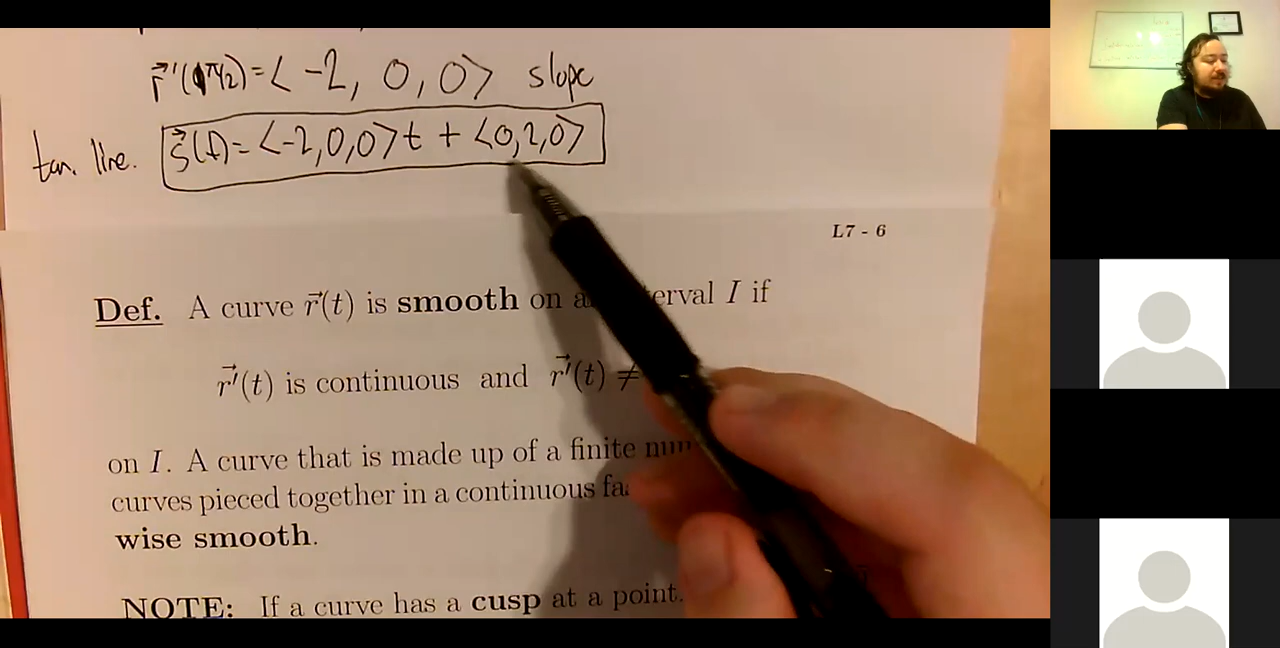 r⃗'(π/2) = ⟨ -2, 0, 0⟩ slope
tan. line. s⃗(t) = ⟨-2,0,0⟩t + ⟨0,2,0⟩
L7 - 6
Def. A curve r⃗(t) is smooth on I if
r⃗'(t) is continuous and r⃗'(t) ≠
on I. A curve that is made up of a finite
curves pieced together in a continuous
wise smooth.
NOTE: If a curve has a cusp at a point.